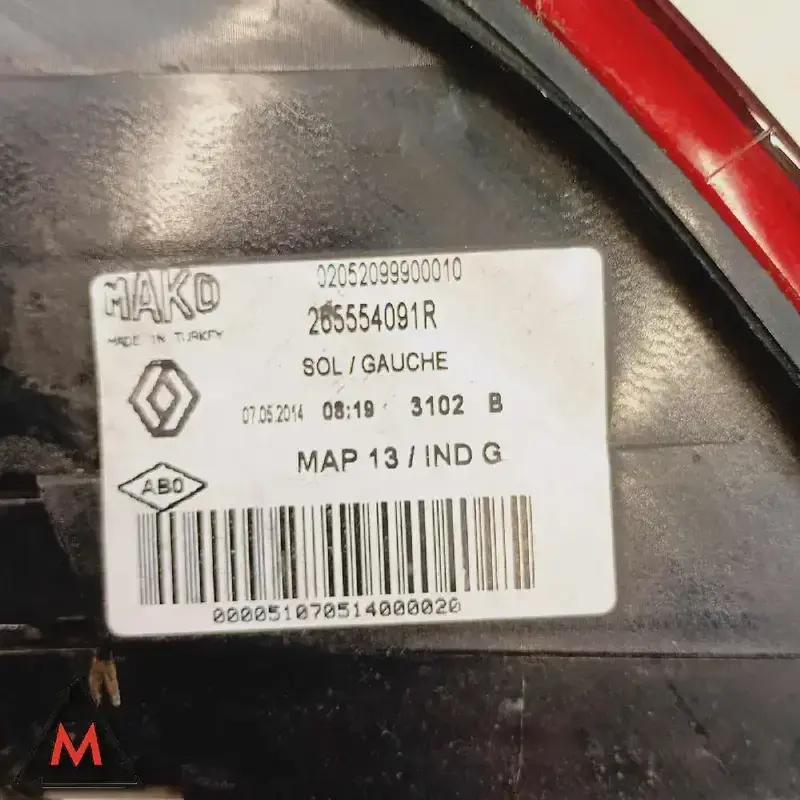 MAKO
02052099900010
MADE IN TURKEY
265554091R
SOL / GAUCHE
07.05.2014 08:19 3102 B
MAP 13 / IND G
ABO
000051070514000020
M